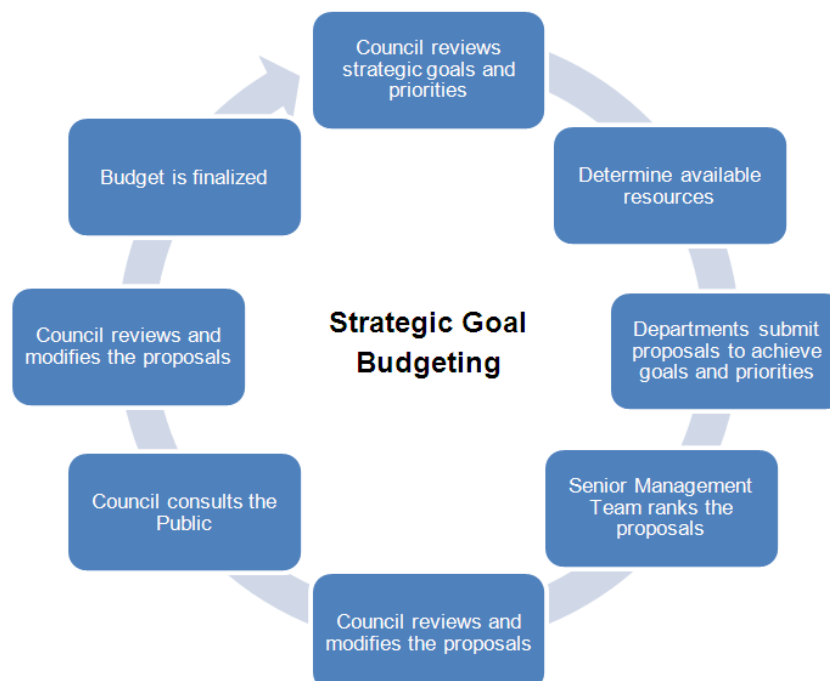 Council reviews
strategic goals and
priorities
Determine available
resources
Departments submit
proposals to achieve
goals and priorities
Senior Management
Team ranks the
proposals
Council reviews and
modifies the proposals
Council consults the
Public
Council reviews and
modifies the proposals
Budget is finalized
Strategic Goal
Budgeting